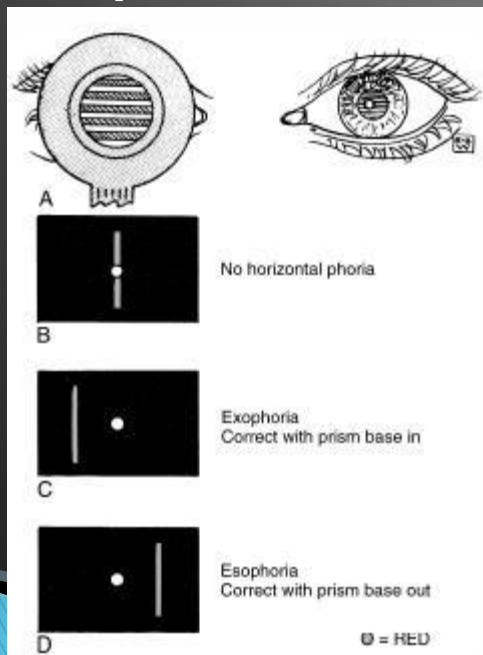 A
B
No horizontal phoria
C
Exophoria
Correct with prism base in
D
Esophoria
Correct with prism base out
= RED